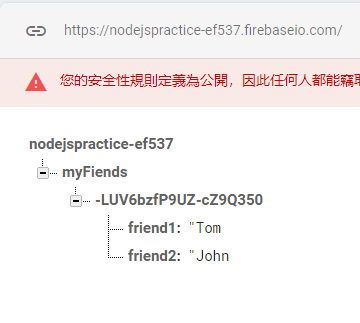 https://nodejspractice-ef537.firebaseio.com/
您的安全性規則定義為公開，因此任何人都能竊
nodejspractice-ef537
myFiends
-LUV6bzfP9UZ-cZ9Q350
friend1: "Tom
friend2: "John